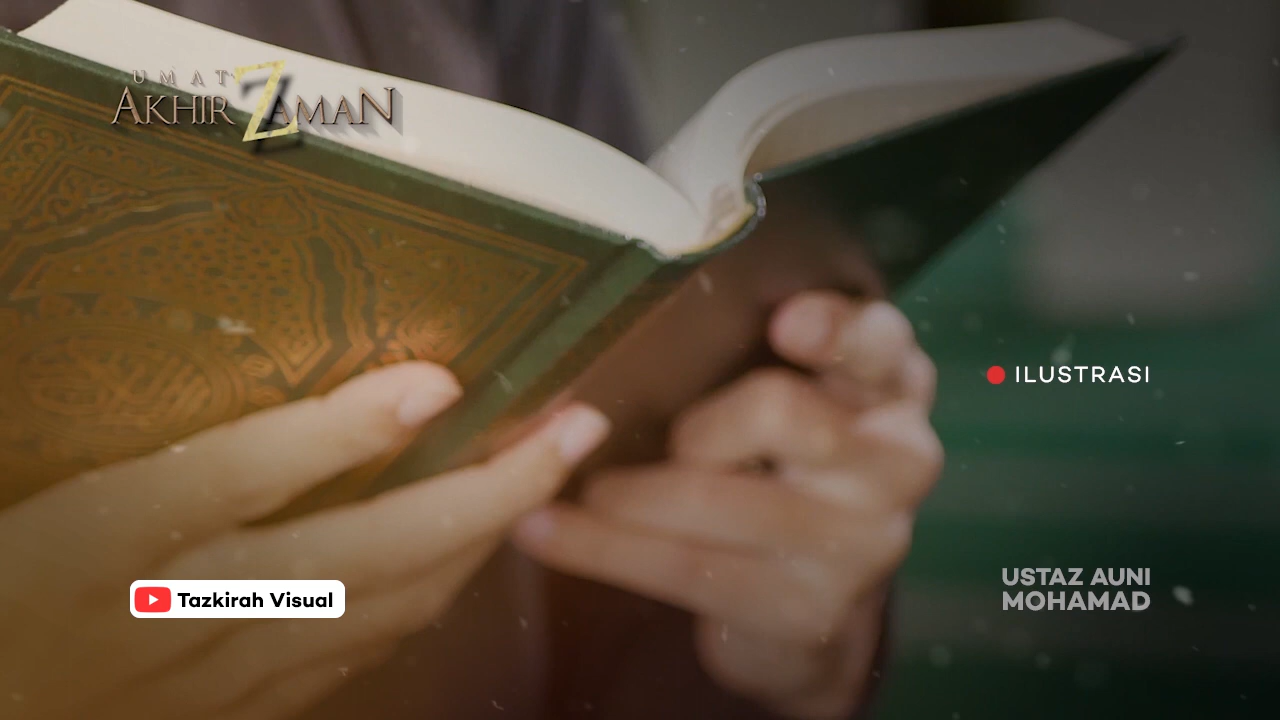 UMAT
AKHIR ZAMAN
ILUSTRASI
Tazkirah Visual
USTAZ AUNI
MOHAMAD